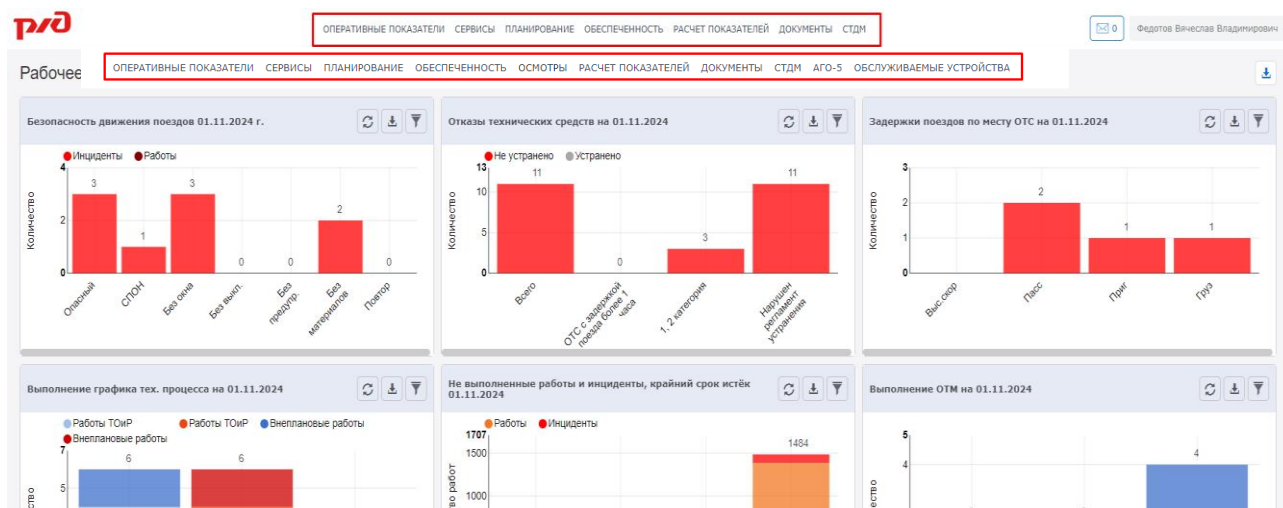 ржд
ОПЕРАТИВНЫЕ ПОКАЗАТЕЛИ СЕРВИСЫ ПЛАНИРОВАНИЕ ОБЕСПЕЧЕННОСТЬ РАСЧЕТ ПОКАЗАТЕЛЕЙ ДОКУМЕНТЫ СТДМ
0
Федотов Вячеслав Владимирович
Рабочее
ОПЕРАТИВНЫЕ ПОКАЗАТЕЛИ СЕРВИСЫ ПЛАНИРОВАНИЕ ОБЕСПЕЧЕННОСТЬ ОСМОТРЫ РАСЧЕТ ПОКАЗАТЕЛЕЙ ДОКУМЕНТЫ СТДМ АГО-5 ОБСЛУЖИВАЕМЫЕ УСТРОЙСТВА
Безопасность движения поездов 01.11.2024 г.
Инциденты Работы
Количество
4
2
0
3
1
3
0
0
2
0
Опасный
СПОН
Без окна
Без выкл.
Без предупр.
Без материалов
Повтор
Отказы технических средств на 01.11.2024
Не устранено Устранено
Количество
13
10
5
0
11
0
3
11
Всего
ОТС с задержкой
поезда более 1
часа
1, 2 категория
Нарушен
регламент
устранения
Задержки поездов по месту ОТС на 01.11.2024
Количество
3
2
1
0
2
1
1
Выс.скор
Пасс
Приг
Груз
Выполнение графика тех. процесса на 01.11.2024
Работы ТОиР Работы ТОиР Внеплановые работы
Внеплановые работы
7
5
6
6
Не выполненные работы и инциденты, крайний срок истёк
01.11.2024
Работы Инциденты
1707
1500
1000
1484
Выполнение ОТМ на 01.11.2024
5
4
4